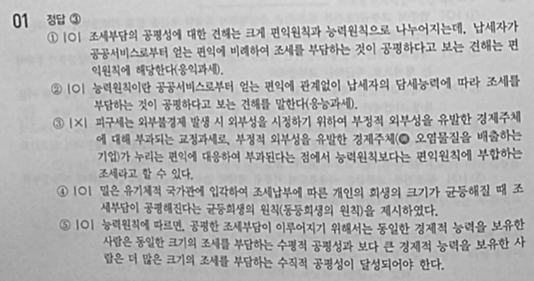 01 정답 ③
① |O| 조세부담의 공평성에 대한 견해는 크게 편익원칙과 능력원칙으로 나누어지는데, 납세자가
공공서비스로부터 얻는 편익에 비례하여 조세를 부담하는 것이 공평하다고 보는 견해는 편
익원칙에 해당한다(응익과세).
② |O| 능력원칙이란 공공서비스로부터 얻는 편익에 관계없이 납세자의 담세능력에 따라 조세를
부담하는 것이 공평하다고 보는 견해를 말한다(응능과세).
③ |×| 피구세는 외부불경제 발생 시 외부성을 시정하기 위하여 부정적 외부성을 유발한 경제주체
에 대해 부과되는 교정과세로, 부정적 외부성을 유발한 경제주체(예 오염물질을 배출하는
기업)가 누리는 편익에 대응하여 부과된다는 점에서 능력원칙보다는 편익원칙에 부합하는
조세라고 할 수 있다.
④ |O| 밀은 유기체적 국가관에 입각하여 조세납부에 따른 개인의 희생의 크기가 균등해질 때 조
세부담이 공평해진다는 균등희생의 원칙(동등희생의 원칙)을 제시하였다.
⑤ |O| 능력원칙에 따르면, 공평한 조세부담이 이루어지기 위해서는 동일한 경제적 능력을 보유한
사람은 동일한 크기의 조세를 부담하는 수평적 공평성과 보다 큰 경제적 능력을 보유한 사
람은 더 많은 크기의 조세를 부담하는 수직적 공평성이 달성되어야 한다.